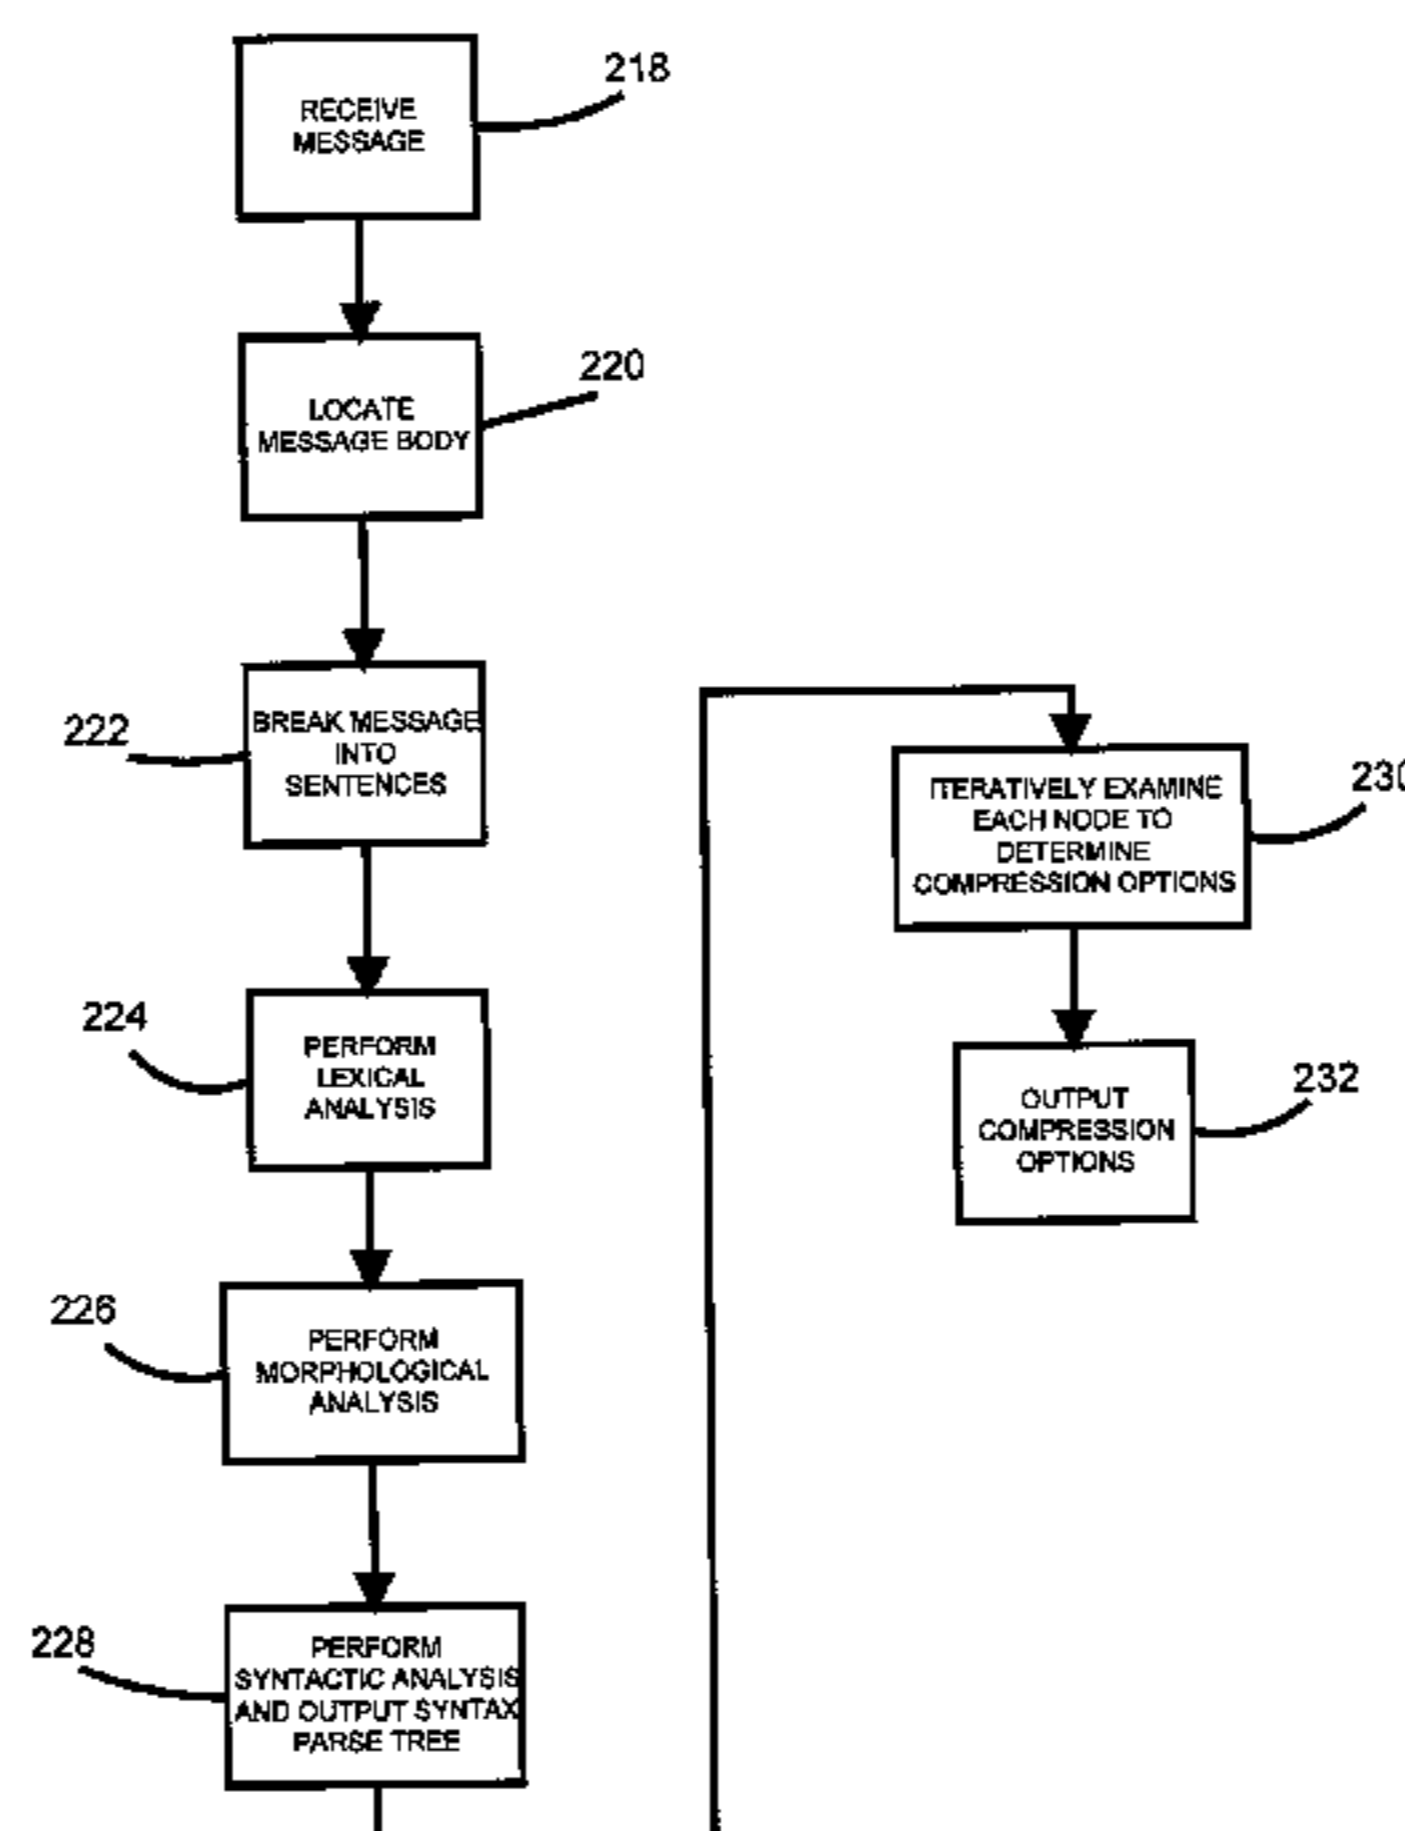 RECEIVE
MESSAGE
218
LOCATE
MESSAGE BODY
220
BREAK MESSAGE
INTO
SENTENCES
222
PERFORM
LEXICAL
ANALYSIS
224
PERFORM
MORPHOLOGICAL
ANALYSIS
226
PERFORM
SYNTACTIC ANALYSIS
AND OUTPUT SYNTAX
PARSE TREE
228
ITERATIVELY EXAMINE
EACH NODE TO
DETERMINE
COMPRESSION OPTIONS
230
OUTPUT
COMPRESSION
OPTIONS
232